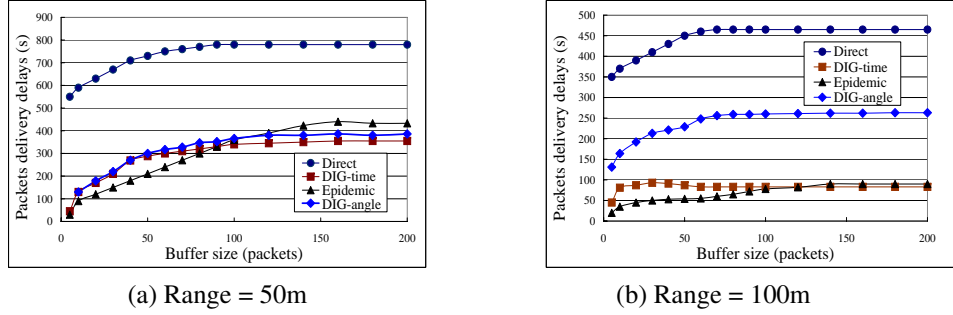 900
800
700
600
500
400
300
200
100
0
Packets delivery delays (s)
Direct
DIG-time
Epidemic
DIG-angle
0 50 100 150 200
Buffer size (packets)
(a) Range = 50m
500
450
400
350
300
250
200
150
100
50
0
Packets delivery delays (s)
Direct
DIG-time
Epidemic
DIG-angle
0 50 100 150 200
Buffer size (packets)
(b) Range = 100m